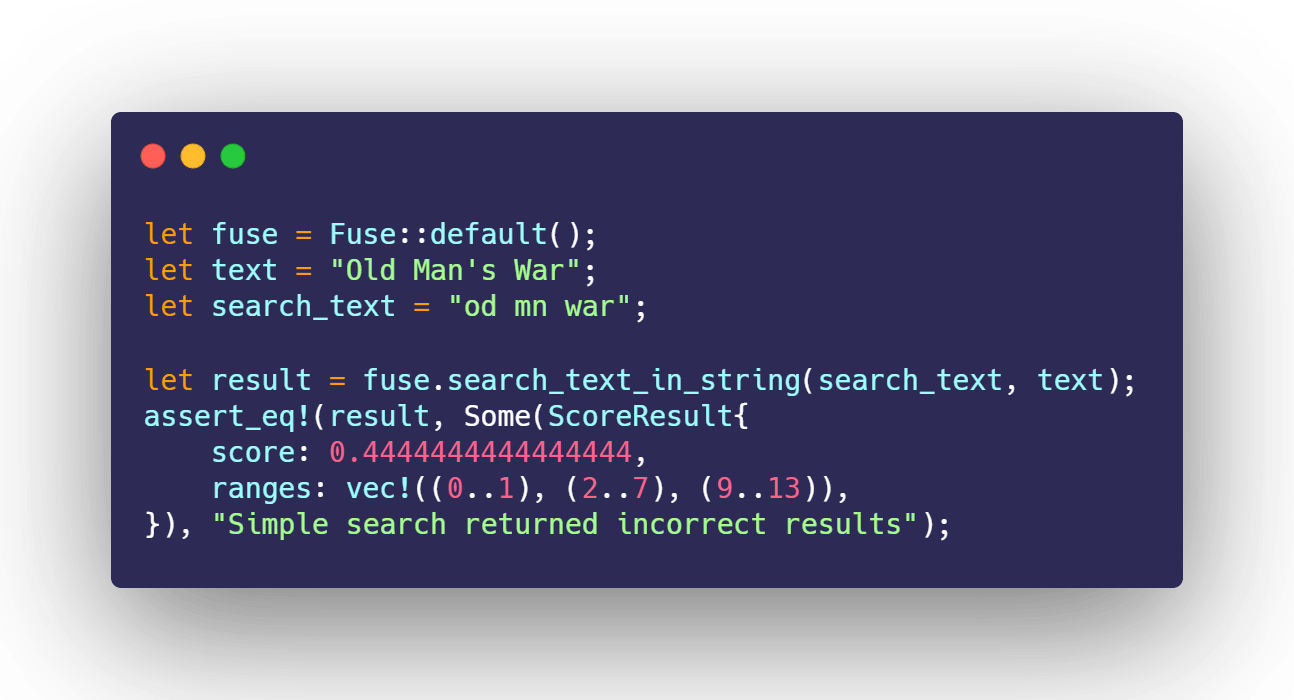 let fuse = Fuse::default();
let text = "Old Man's War";
let search_text = "od mn war";

let result = fuse.search_text_in_string(search_text, text);
assert_eq!(result, Some(ScoreResult{
    score: 0.4444444444444444,
    ranges: vec!((0..1), (2..7), (9..13)),
}), "Simple search returned incorrect results");